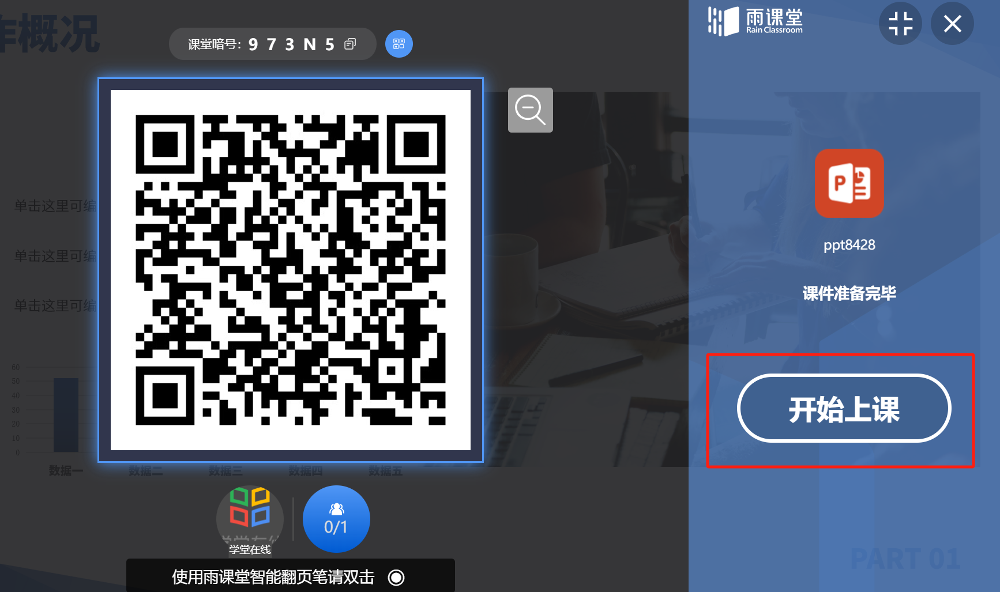 作概况
课堂暗号: 973N5
雨课堂
Rain Classroom
单击这里可编
单击这里可编
单击这里可编
P
ppt8428
课件准备完毕
开始上课
60
50
40
30
20
10
0
数据一
数据二
数据三
数据四
数据五
学堂在线
0/1
使用雨课堂智能翻页笔请双击
PART 01